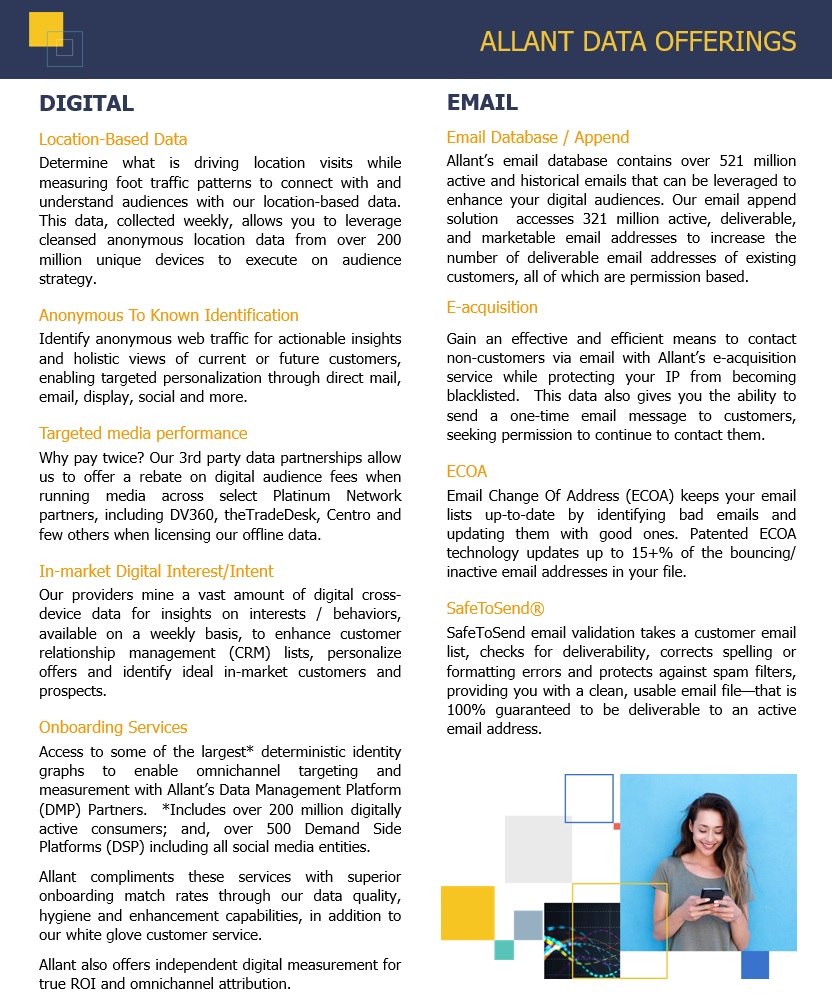 ALLANT DATA OFFERINGS
DIGITAL
Location-Based Data
Determine what is driving location visits while
measuring foot traffic patterns to connect with and
understand audiences with our location-based data.
This data, collected weekly, allows you to leverage
cleansed anonymous location data from over 200
million unique devices to execute on audience
strategy.
Anonymous To Known Identification
Identify anonymous web traffic for actionable insights
and holistic views of current or future customers,
enabling targeted personalization through direct mail,
email, display, social and more.
Targeted media performance
Why pay twice? Our 3rd party data partnerships allow
us to offer a rebate on digital audience fees when
running media across select Platinum Network
partners, including DV360, theTradeDesk, Centro and
few others when licensing our offline data.
In-market Digital Interest/Intent
Our providers mine a vast amount of digital cross-
device data for insights on interests / behaviors,
available on a weekly basis, to enhance customer
relationship management (CRM) lists, personalize
offers and identify ideal in-market customers and
prospects.
Onboarding Services
Access to some of the largest* deterministic identity
graphs to enable omnichannel targeting and
measurement with Allant's Data Management Platform
(DMP) Partners.  *Includes over 200 million digitally
active consumers; and, over 500 Demand Side
Platforms (DSP) including all social media entities.
Allant compliments these services with superior
onboarding match rates through our data quality,
hygiene and enhancement capabilities, in addition to
our white glove customer service.
Allant also offers independent digital measurement for
true ROI and omnichannel attribution.
EMAIL
Email Database / Append
Allant's email database contains over 521 million
active and historical emails that can be leveraged to
enhance your digital audiences. Our email append
solution  accesses 321 million active, deliverable,
and marketable email addresses to increase the
number of deliverable email addresses of existing
customers, all of which are permission based.
E-acquisition
Gain an effective and efficient means to contact
non-customers via email with Allant's e-acquisition
service while protecting your IP from becoming
blacklisted.  This data also gives you the ability to
send a one-time email message to customers,
seeking permission to continue to contact them.
ECOA
Email Change Of Address (ECOA) keeps your email
lists up-to-date by identifying bad emails and
updating them with good ones. Patented ECOA
technology updates up to 15+% of the bouncing/
inactive email addresses in your file.
SafeToSend®
SafeToSend email validation takes a customer email
list, checks for deliverability, corrects spelling or
formatting errors and protects against spam filters,
providing you with a clean, usable email file—that is
100% guaranteed to be deliverable to an active
email address.